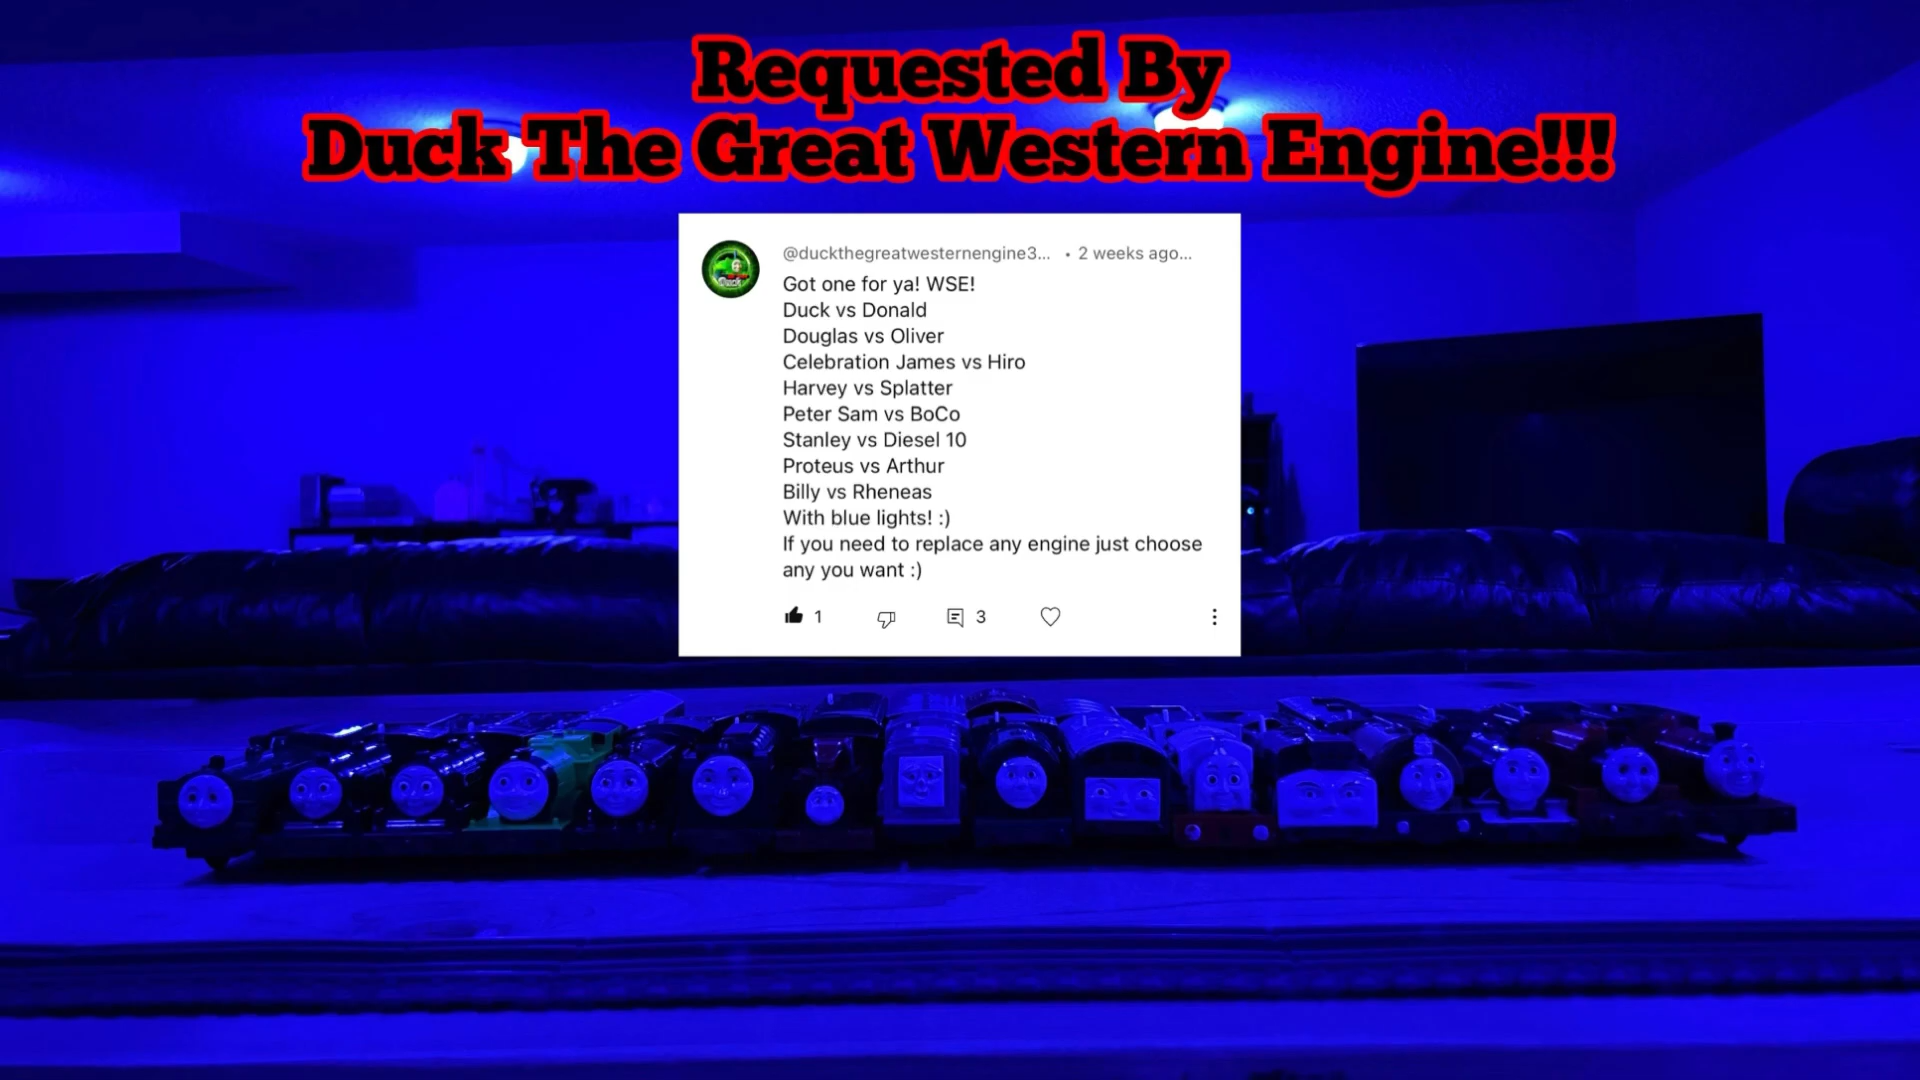 Requested By
Duck The Great Western Engine!!!
@duckthegreatwesternengine3... • 2 weeks ago...
Duck
Got one for ya! WSE!
Duck vs Donald
Douglas vs Oliver
Celebration James vs Hiro
Harvey vs Splatter
Peter Sam vs BoCo
Stanley vs Diesel 10
Proteus vs Arthur
Billy vs Rheneas
With blue lights! :)
If you need to replace any engine just choose
any you want :)
1 3